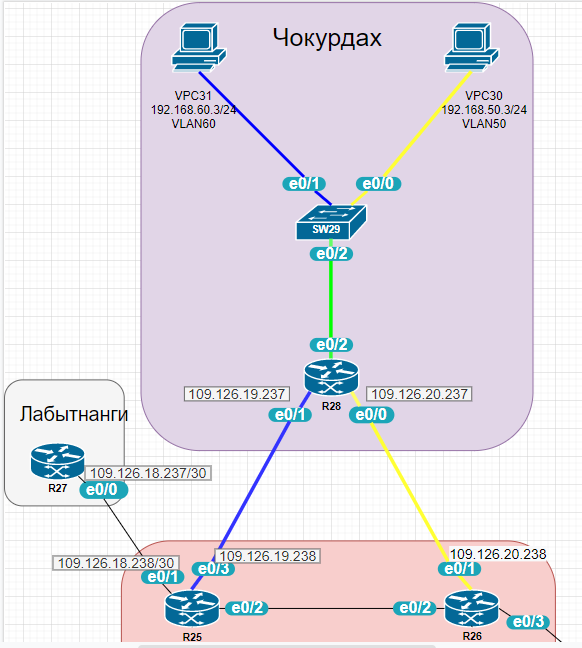 Чокурдах
VPC31
192.168.60.3/24
VLAN60
VPC30
192.168.50.3/24
VLAN50
e0/1
e0/0
SW29
e0/2
e0/2
109.126.19.237
109.126.20.237
R28
e0/1
e0/0
Лабытнанги
109.126.18.237/30
R27
e0/0
109.126.18.238/30
109.126.19.238
109.126.20.238
e0/1
e0/3
e0/1
e0/2
e0/2
e0/3
R25
R26